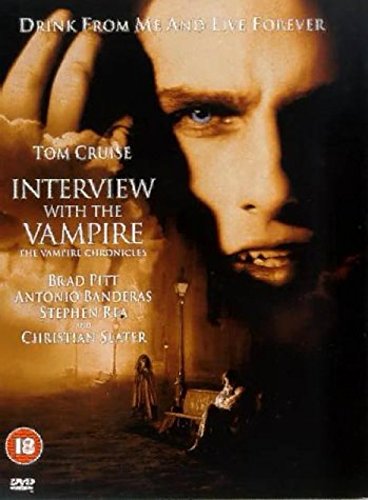 DRINK FROM ME AND LIVE FOREVER
TOM CRUISE
INTERVIEW
WITH THE
VAMPIRE
THE VAMPIRE CHRONICLES
BRAD PITT
ANTONIO BANDERAS
STEPHEN REA
AND
CHRISTIAN SLATER
18
DVD